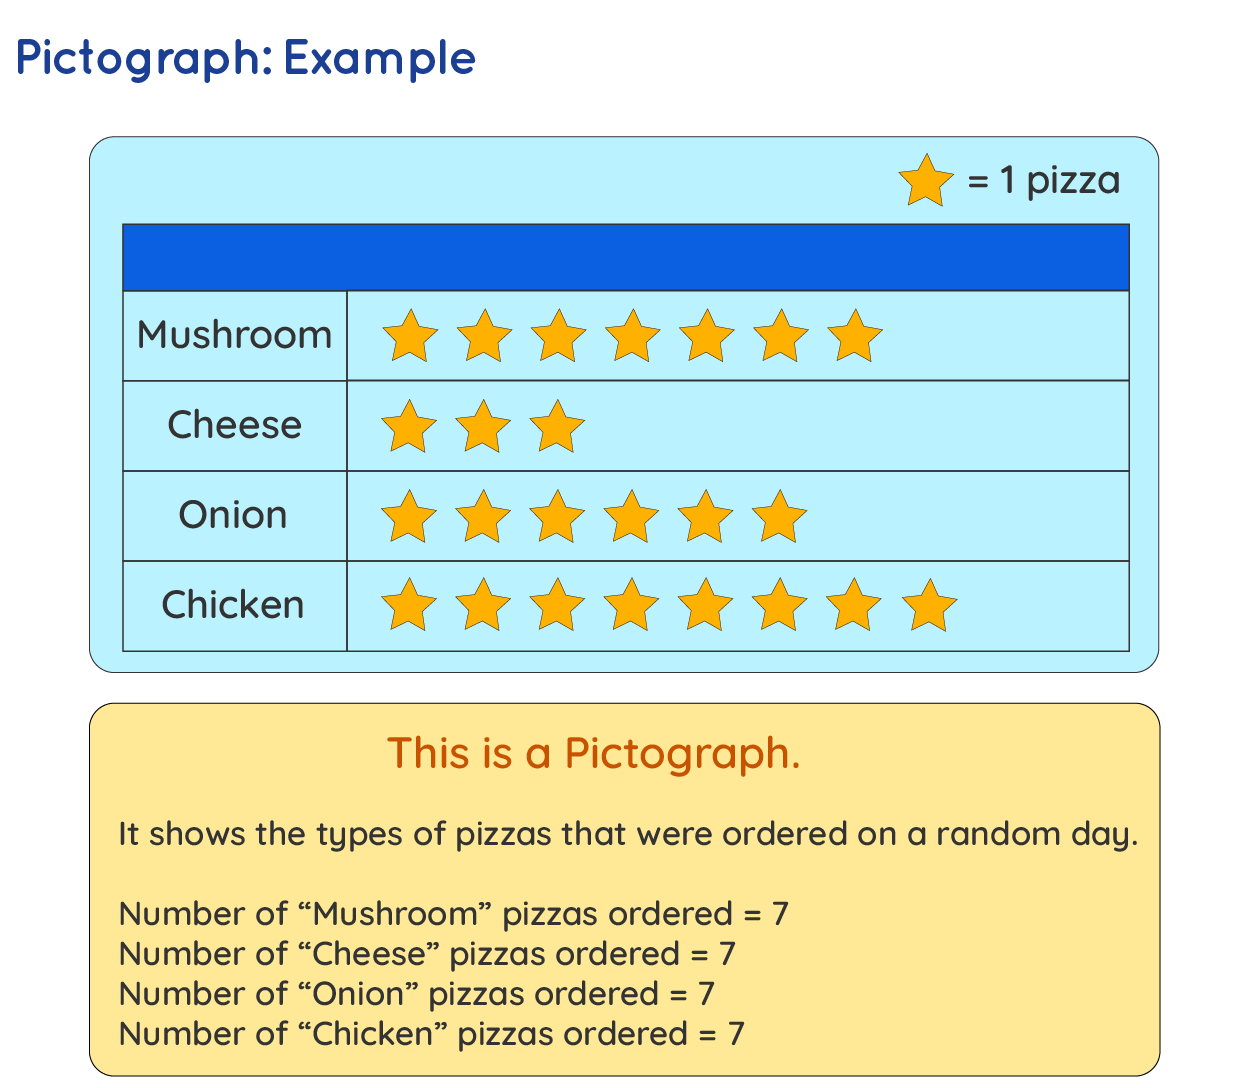 Pictograph: Example
= 1 pizza
Mushroom
Cheese
Onion
Chicken
This is a Pictograph.
It shows the types of pizzas that were ordered on a random day.
Number of “Mushroom” pizzas ordered = 7
Number of “Cheese” pizzas ordered = 7
Number of “Onion” pizzas ordered = 7
Number of “Chicken” pizzas ordered = 7